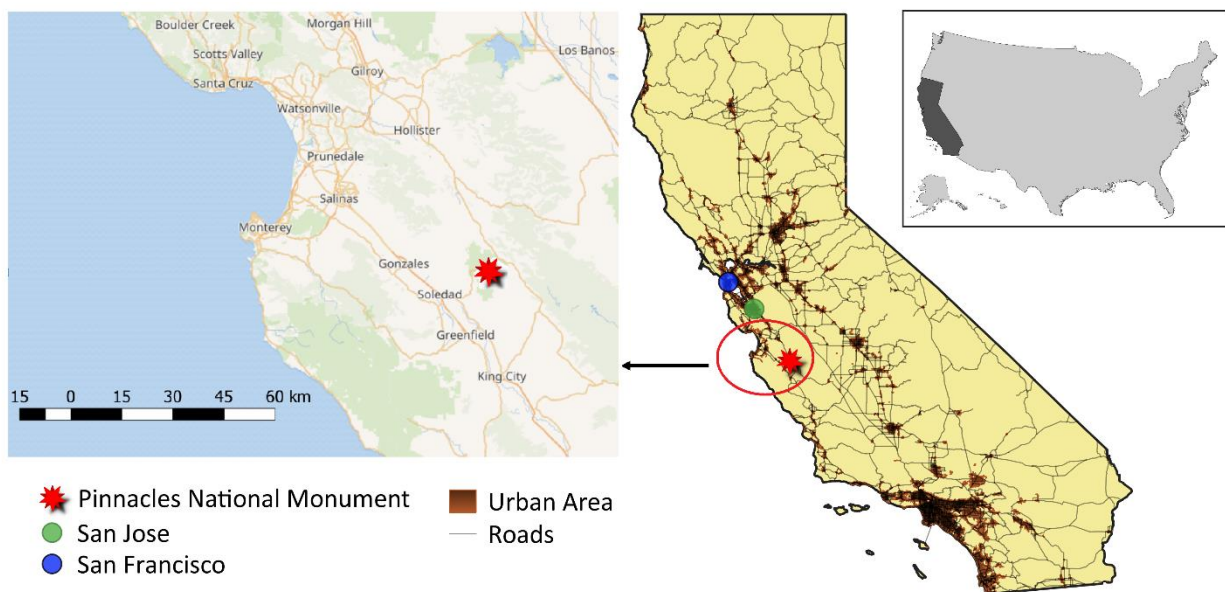 Boulder Creek
Morgan Hill
Scotts Valley
Los Banos
Santa Cruz
Gilroy
Watsonville
Hollister
Prunedale
Salinas
Monterey
Gonzales
Soledad
Greenfield
King City
15 0 15 30 45 60 km
Pinnacles National Monument
San Jose
San Francisco
Urban Area
Roads